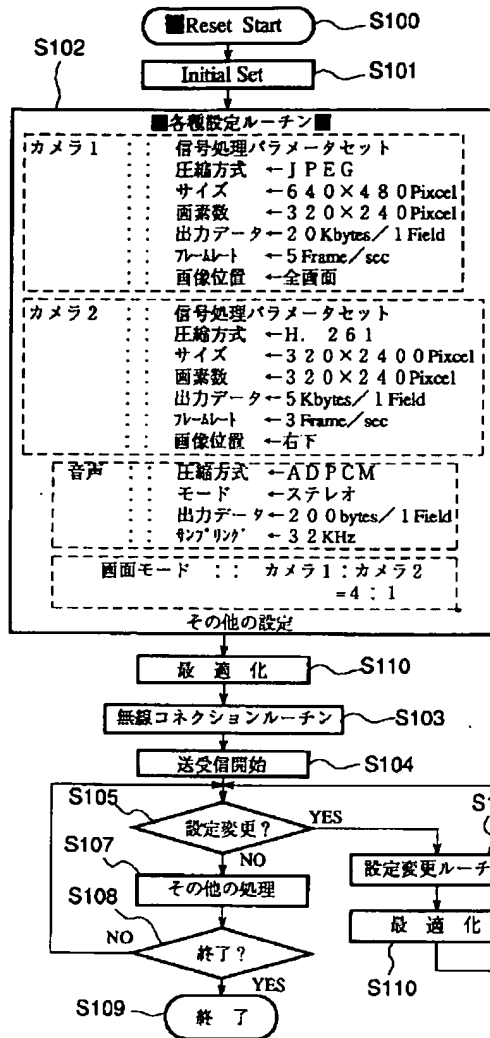 ■Reset Start
S100
S102
Initial Set
S101
■各種設定ルーチン■
カメラ1 :: 信号処理パラメータセット
:: 圧縮方式 ←JPEG
:: サイズ ←640×480Pixcel
:: 画素数 ←320×240Pixcel
:: 出力データ←20Kbytes/1Field
:: フレームレート ←5Frame/sec
:: 画像位置 ←全画面
カメラ2 :: 信号処理パラメータセット
:: 圧縮方式←H. 261
:: サイズ ←320×2400Pixcel
:: 画素数 ←320×240Pixcel
:: 出力データ←5Kbytes/1Field
:: フレームレート ←3Frame/sec
:: 画像位置 ←右下
音声 :: 圧縮方式 ←ADPCM
:: モード ←ステレオ
:: 出力データ←200bytes/1Field
:: サンプリング ←32KHz
画面モード :: カメラ1:カメラ2
=4:1
その他の設定
最適化
S110
無線コネクションルーチン
S103
送受信開始
S104
S105
設定変更?
YES
NO
S107
その他の処理
設定変更ルーチ
S108
終了?
NO
YES
最適化
S110
S109
終了